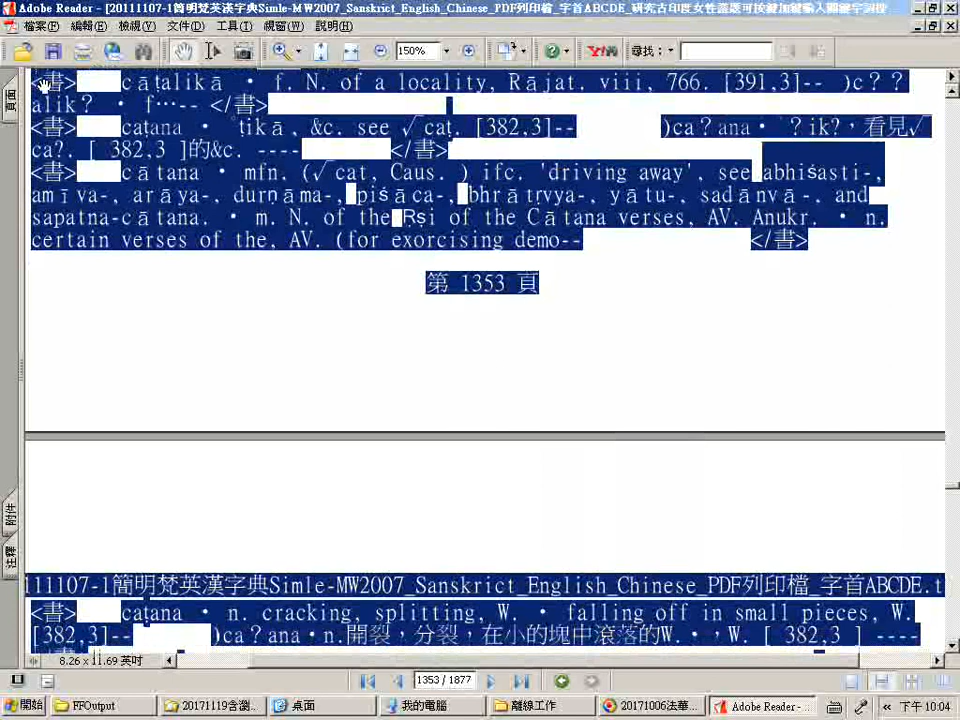 Adobe Reader - [20111107-1簡明梵英漢字典Simle-MW2007_Sanskrict_English_Chinese_PDF列印檔_字首ABCDE_研究古印度女性議題可按鍵加鍵輸入關鍵字詞搜
檔案(F) 編輯(E) 檢視(V) 文件(D) 工具(T) 視窗(W) 說明(H)
150% 尋找:
頁面
<書> cāṭalikā • f. N. of a locality, Rājat. viii, 766. [391,3]-- )c??
alik? • f…-- </書>
<書> caṭana • °ṭikā, &c. see √caṭ. [382,3]-- )ca?ana• ゜?ik?，看見√
ca?. [ 382,3 ]的&c. ---- </書>
<書> cātana • mfn. (√cat, Caus. ) ifc. 'driving away', see abhiśasti-,
amīva-, arāya-, durṇāma-, piśāca-, bhrātṛvya-, yātu-, sadānvā-, and
sapatna-cātana. • m. N. of the Ṛṣi of the Cātana verses, AV. Anukr. • n.
certain verses of the, AV. (for exorcising demo-- </書>
第 1353 頁
附件
注釋
111107-1簡明梵英漢字典Simle-MW2007_Sanskrict_English_Chinese_PDF列印檔_字首ABCDE.t
<書> caṭana • n. cracking, splitting, W. • falling off in small pieces, W.
[382,3]-- )ca?ana•n.開裂，分裂，在小的塊中滾落的W.•，W. [ 382,3 ] ----
8.26 x 11.69 英吋
1353 / 1877
開始 FFOutput 20171119含瀏... 桌面 我的電腦 離線工作 20171006法華... Adobe Reader - [... 下午 10:04